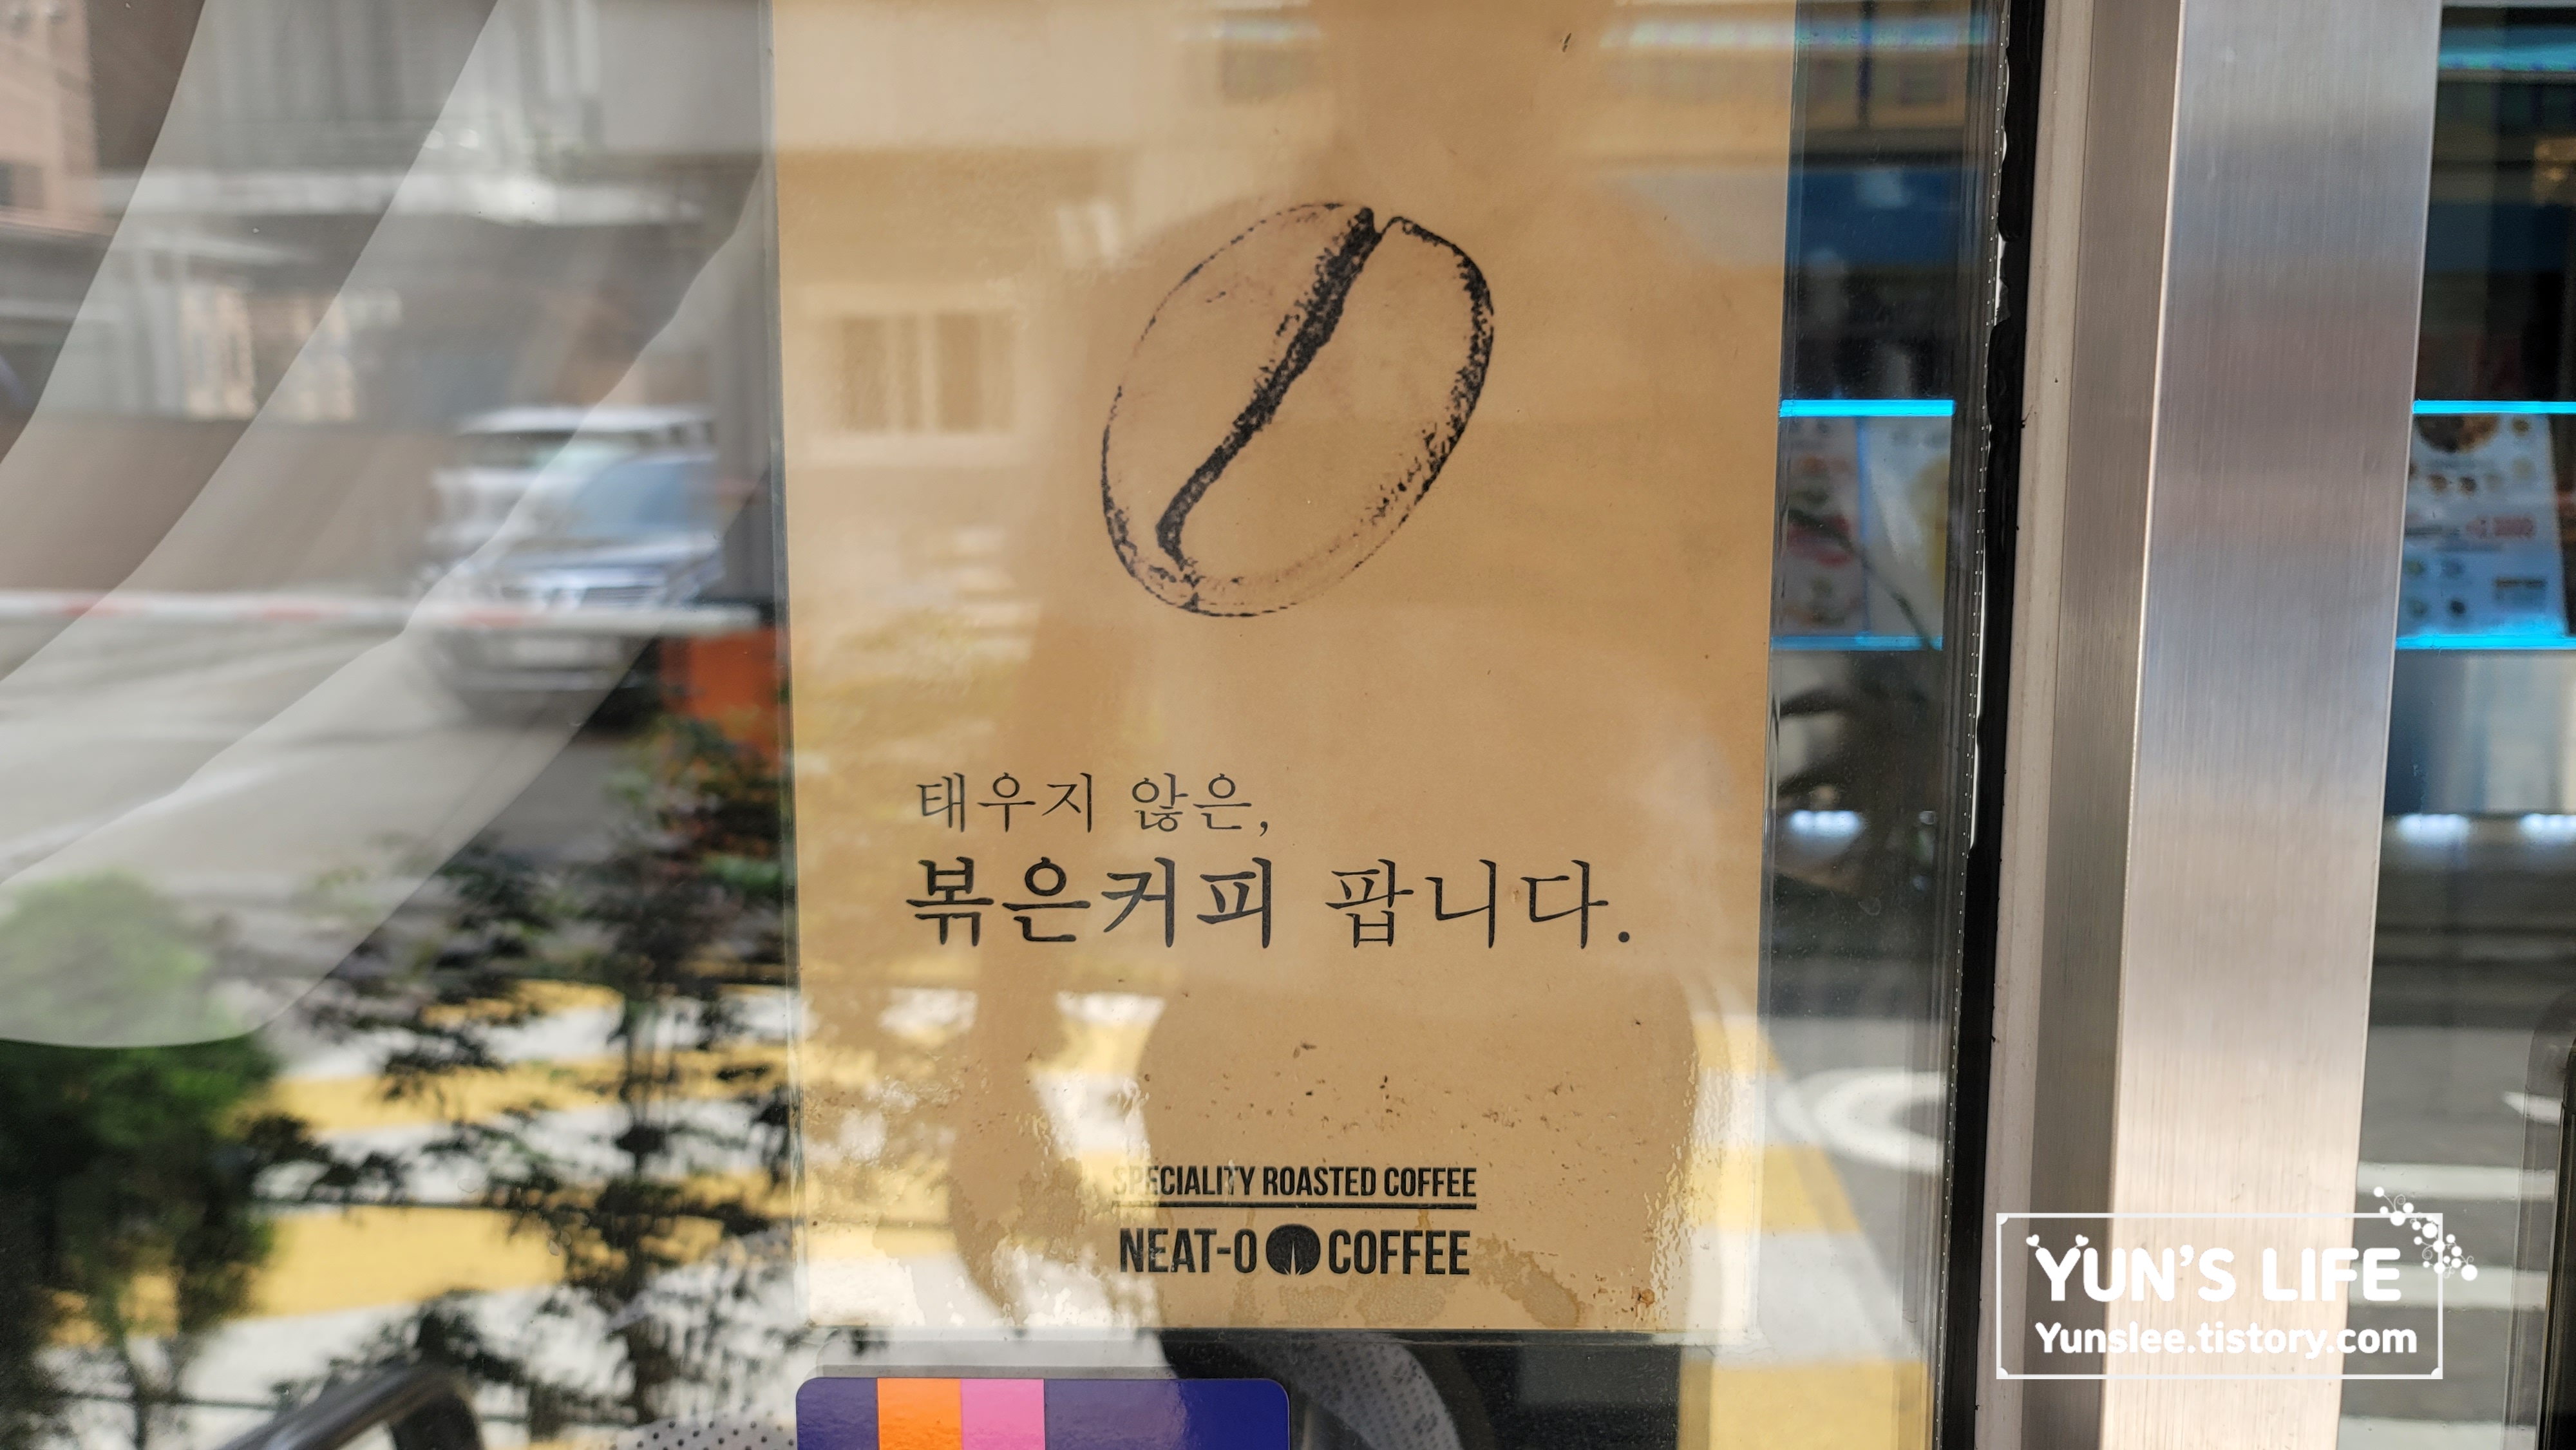 태우지 않은,
볶은커피 팝니다.
SPECIALITY ROASTED COFFEE
NEAT-O COFFEE
YUN'S LIFE
Yunslee.tistory.com